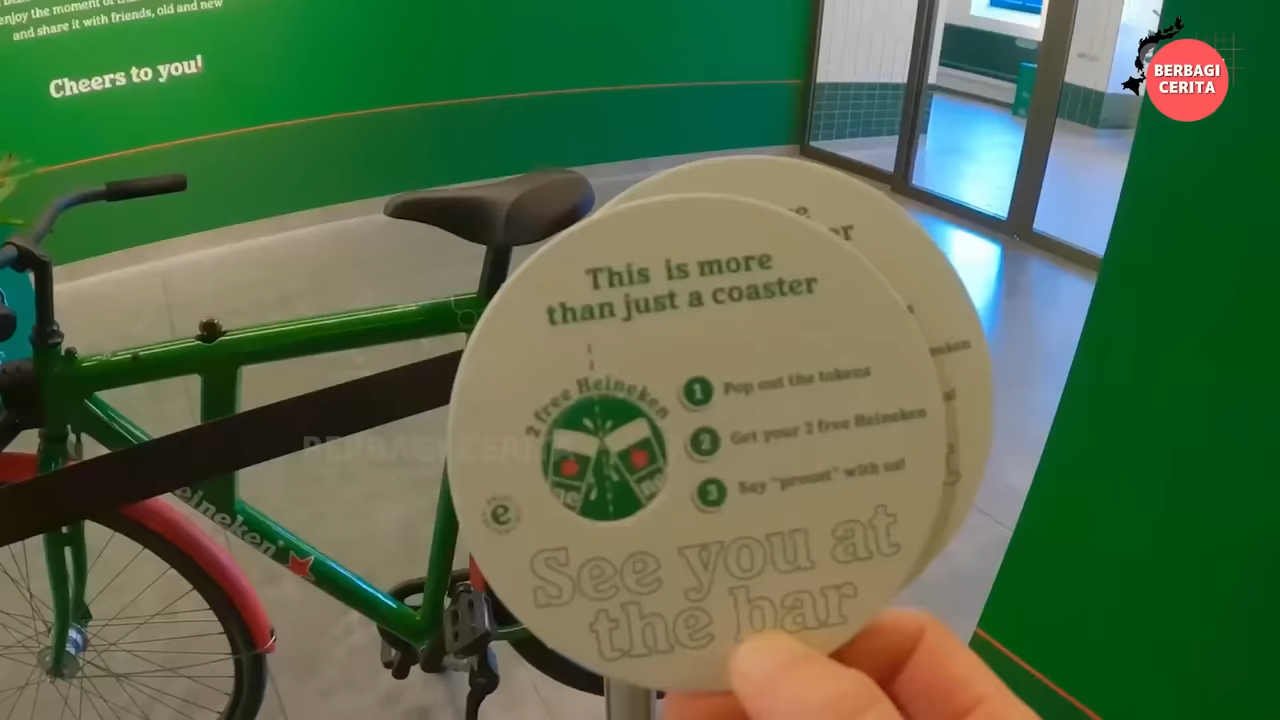 enjoy the moment of
and share it with friends, old and new
Cheers to you!
BERBAGI
CERITA
This is more
than just a coaster
2 free Heineken
1 Pop out the tokens
2 Get your 2 free Heineken
3 Say "proost" with us!
See you at
the bar
e
Heineken
BERBAGI CERITA